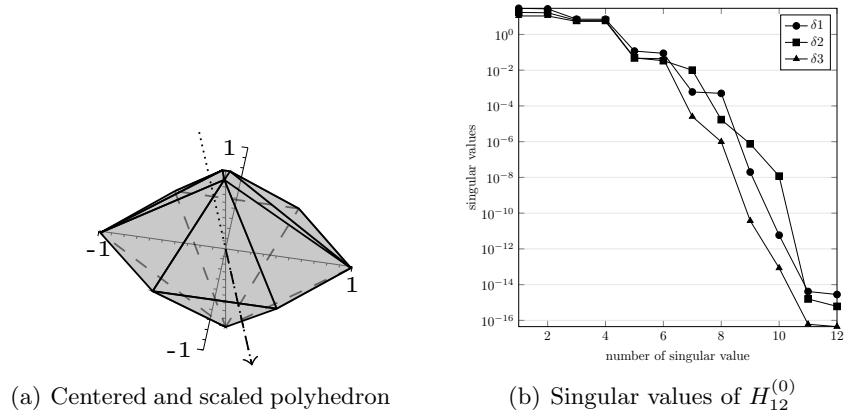 1
-1
1
-1
(a) Centered and scaled polyhedron
δ1
δ2
δ3
10^0
10^{-2}
10^{-4}
10^{-6}
10^{-8}
10^{-10}
10^{-12}
10^{-14}
10^{-16}
singular values
2 4 6 8 10 12
number of singular value
(b) Singular values of H_{12}^{(0)}